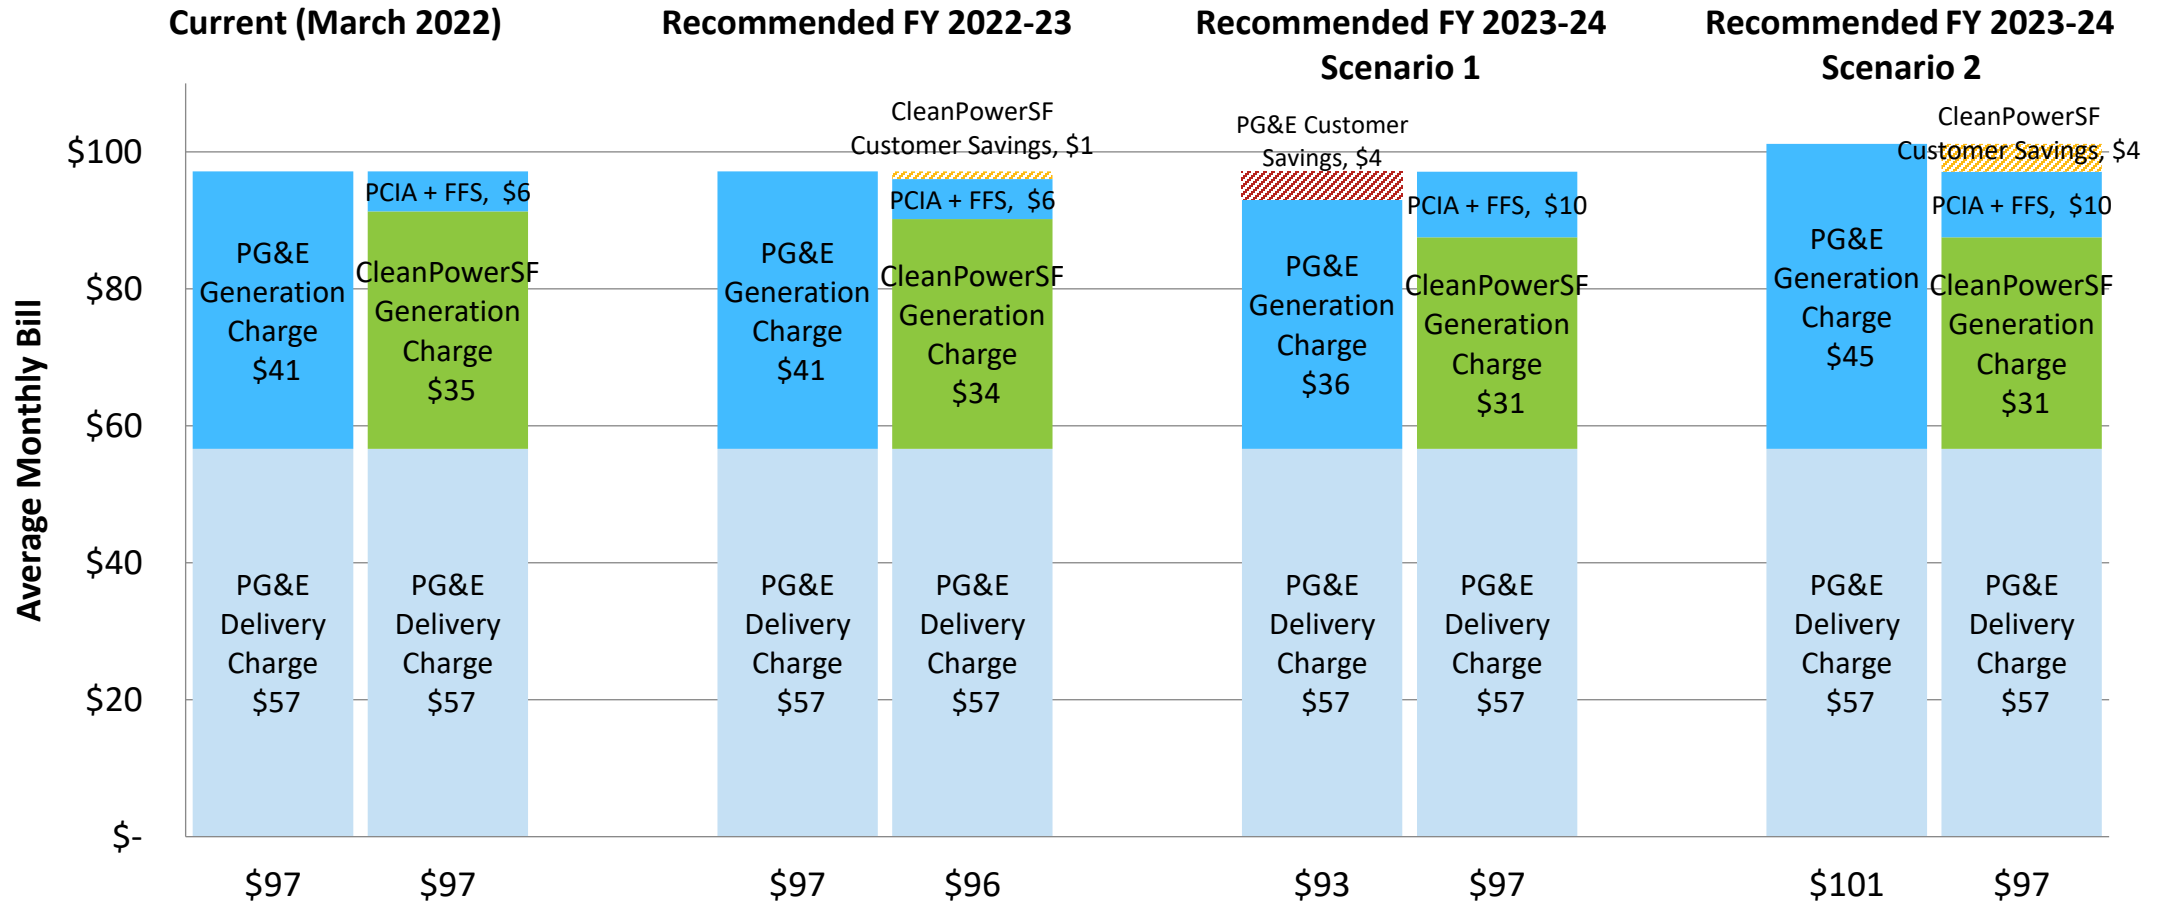 Current (March 2022)
Recommended FY 2022-23
Recommended FY 2023-24
Scenario 1
Recommended FY 2023-24
Scenario 2
Average Monthly Bill
$100
$80
$60
$40
$20
$-
PG&E
Generation
Charge
$41
PG&E
Delivery
Charge
$57
$97
PCIA + FFS,  $6
CleanPowerSF
Generation
Charge
$35
PG&E
Delivery
Charge
$57
$97
PG&E
Generation
Charge
$41
PG&E
Delivery
Charge
$57
$97
CleanPowerSF
Customer Savings, $1
PCIA + FFS,  $6
CleanPowerSF
Generation
Charge
$34
PG&E
Delivery
Charge
$57
$96
PG&E Customer
Savings, $4
PG&E
Generation
Charge
$36
PG&E
Delivery
Charge
$57
$93
PCIA + FFS,  $10
CleanPowerSF
Generation
Charge
$31
PG&E
Delivery
Charge
$57
$97
PG&E
Generation
Charge
$45
PG&E
Delivery
Charge
$57
$101
CleanPowerSF
Customer Savings, $4
PCIA + FFS,  $10
CleanPowerSF
Generation
Charge
$31
PG&E
Delivery
Charge
$57
$97